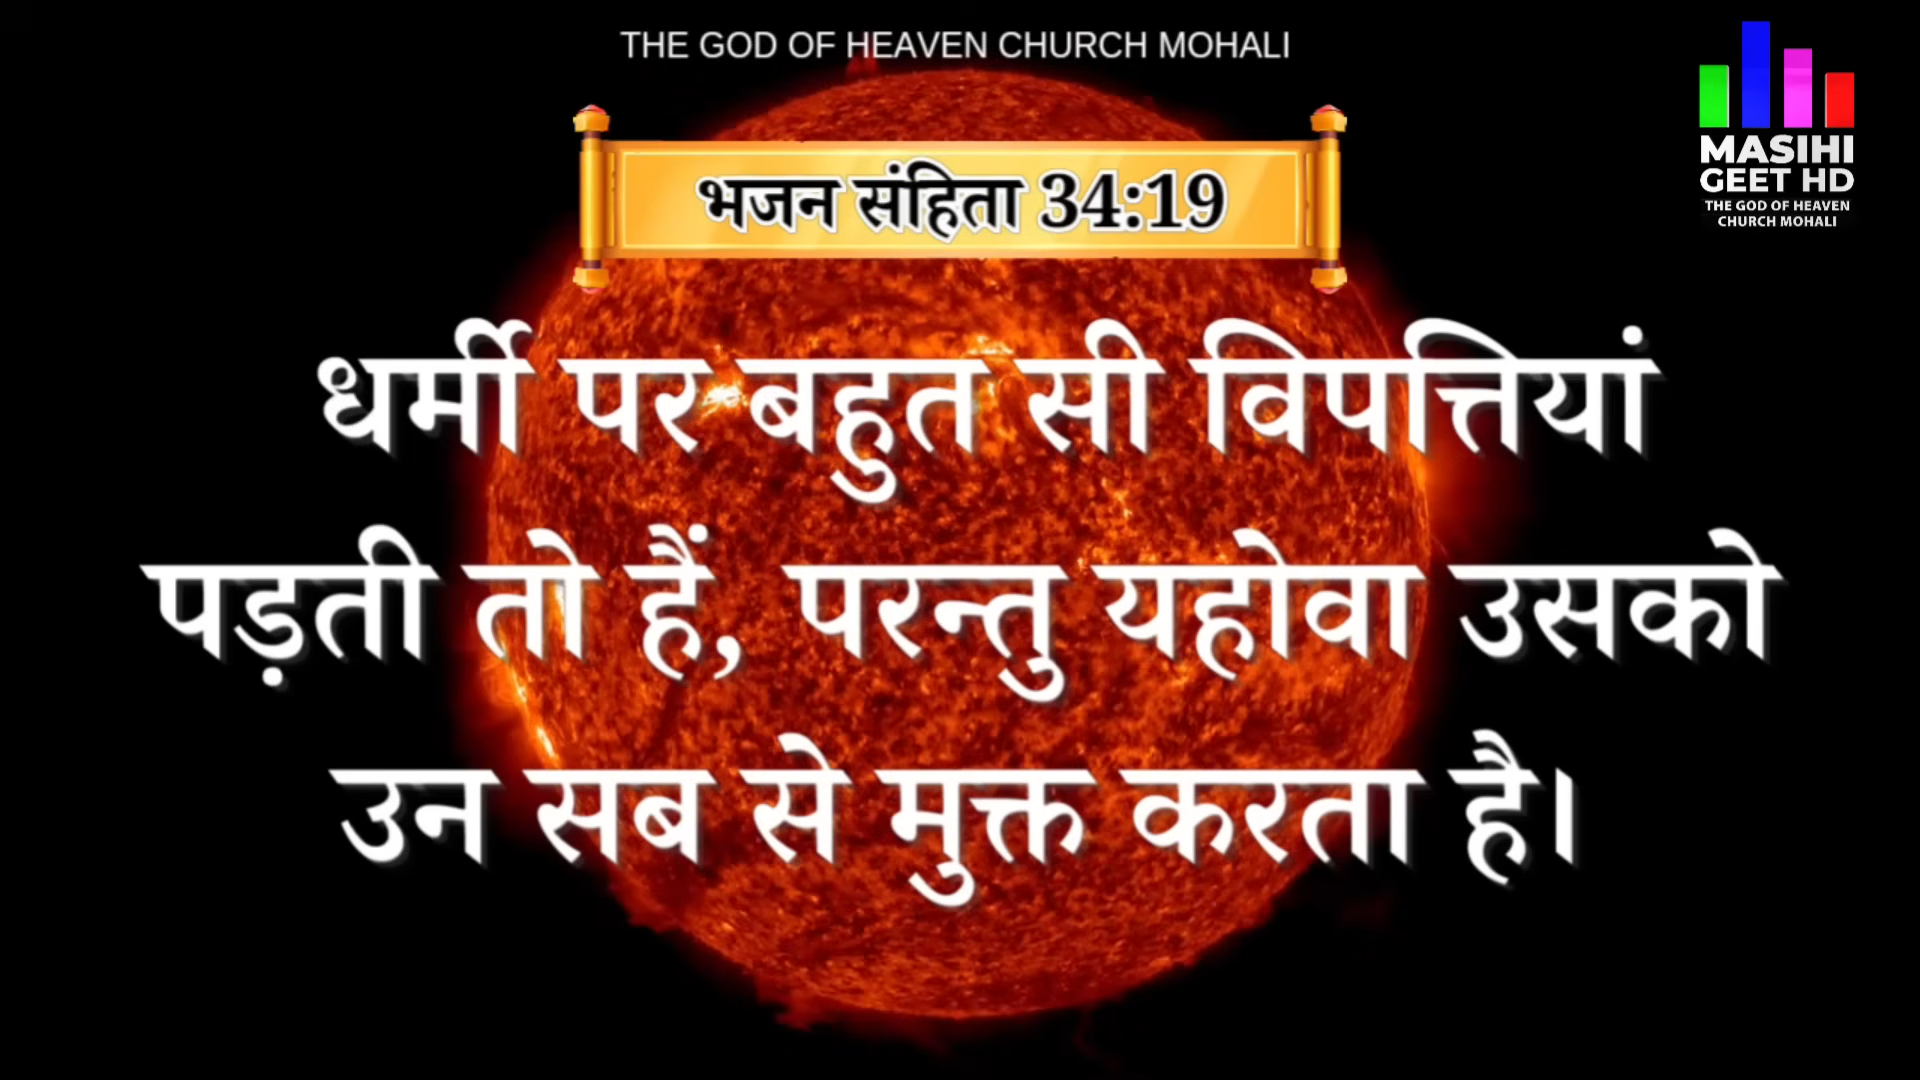 THE GOD OF HEAVEN CHURCH MOHALI
MASIHI
GEET HD
THE GOD OF HEAVEN
CHURCH MOHALI
भजन संहिता 34:19
धर्मी पर बहुत सी विपत्तियां
पड़ती तो हैं, परन्तु यहोवा उसको
उन सब से मुक्त करता है।